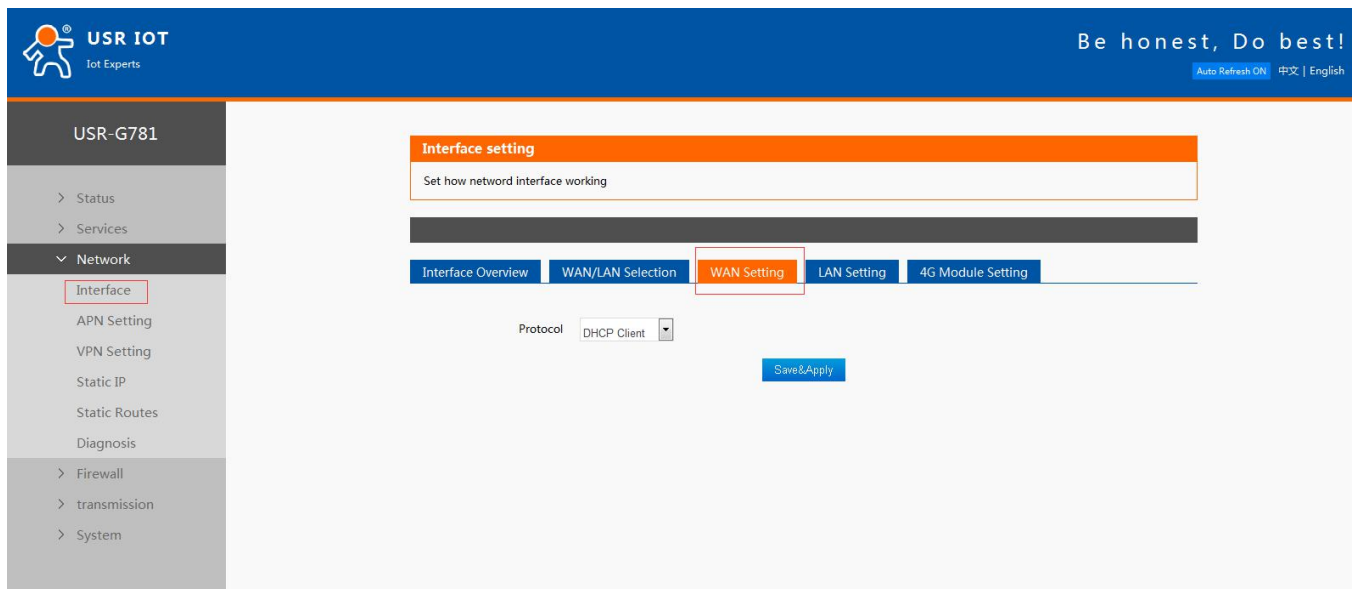 ®
USR IOT
Iot Experts
Be honest, Do best!
Auto Refresh ON 中文 | English
USR-G781
Status
Services
Network
Interface
APN Setting
VPN Setting
Static IP
Static Routes
Diagnosis
Firewall
transmission
System
Interface setting
Set how netword interface working
Interface Overview WAN/LAN Selection WAN Setting LAN Setting 4G Module Setting
Protocol DHCP Client
Save&Apply